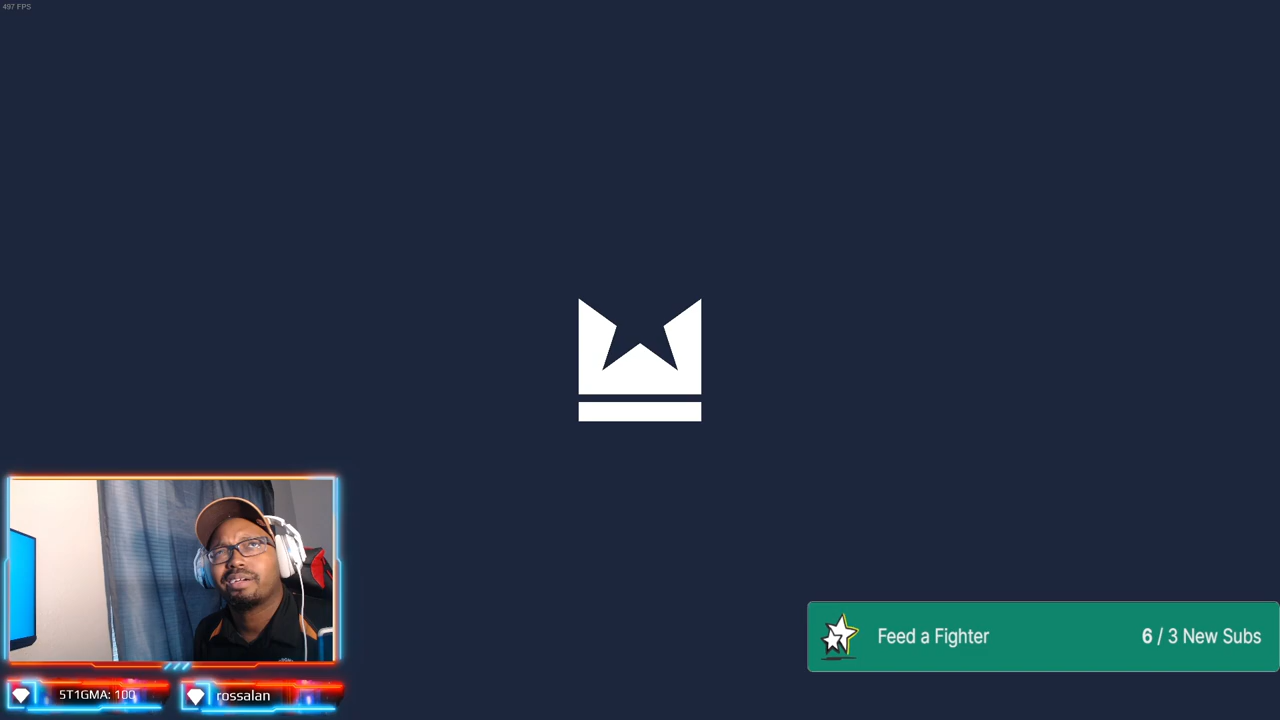 497 FPS
Feed a Fighter
6 / 3 New Subs
5T1GMA: 100
rossalan